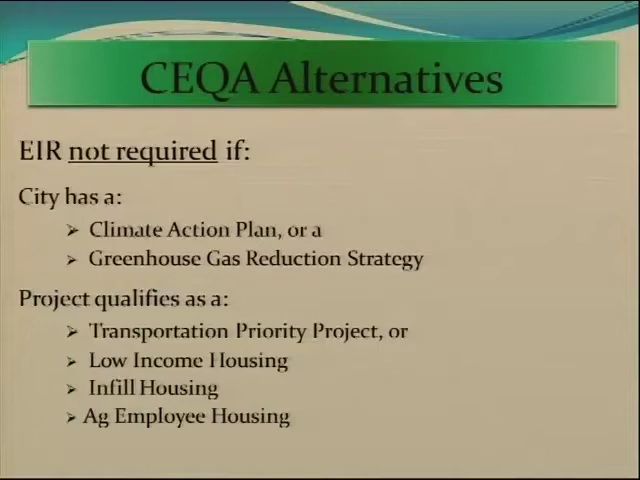 CEQA Alternatives
EIR not required if:
City has a:
➢ Climate Action Plan, or a
➢ Greenhouse Gas Reduction Strategy
Project qualifies as a:
➢ Transportation Priority Project, or
➢ Low Income Housing
➢ Infill Housing
➢ Ag Employee Housing